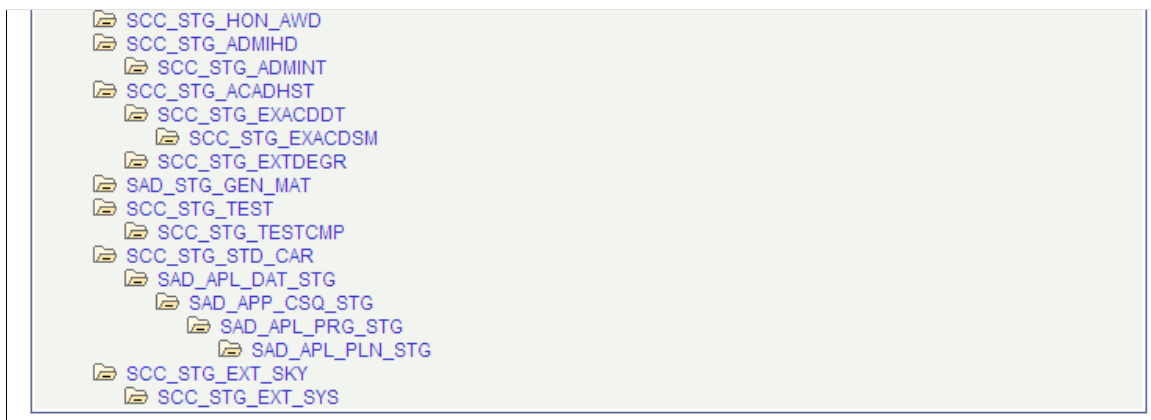 SCC_STG_HON_AWD
SCC_STG_ADMIHD
SCC_STG_ADMINT
SCC_STG_ACADHST
SCC_STG_EXACDDT
SCC_STG_EXACDSM
SCC_STG_EXTDEGR
SAD_STG_GEN_MAT
SCC_STG_TEST
SCC_STG_TESTCMP
SCC_STG_STD_CAR
SAD_APL_DAT_STG
SAD_APP_CSQ_STG
SAD_APL_PRG_STG
SAD_APL_PLN_STG
SCC_STG_EXT_SKY
SCC_STG_EXT_SYS